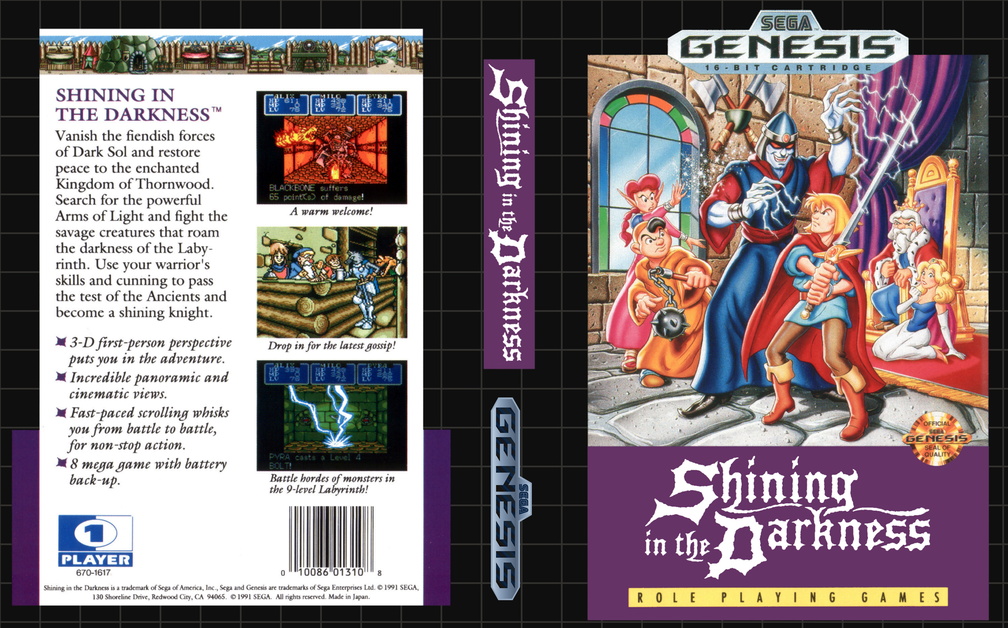 SHINING IN
THE DARKNESS™
Vanish the fiendish forces
of Dark Sol and restore
peace to the enchanted
Kingdom of Thornwood.
Search for the powerful
Arms of Light and fight the
savage creatures that roam
the darkness of the Laby-
rinth. Use your warrior's
skills and cunning to pass
the test of the Ancients and
become a shining knight.
3-D first-person perspective
puts you in the adventure.
Incredible panoramic and
cinematic views.
Fast-paced scrolling whisks
you from battle to battle,
for non-stop action.
8 mega game with battery
back-up.
BLACKBONE suffers
65 point(s) of damage!
A warm welcome!
Drop in for the latest gossip!
PYRA casts a Level 4
BOLT!
Battle hordes of monsters in
the 9-level Labyrinth!
1
PLAYER
670-1617
0 10086 01310 8
Shining in the Darkness is a trademark of Sega of America, Inc., Sega and Genesis are trademarks of Sega Enterprises Ltd. © 1991 SEGA,
130 Shoreline Drive, Redwood City, CA 94065. © 1991 SEGA. All rights reserved. Made in Japan.
Shining in the Darkness
SEGA
GENESIS
SEGA
GENESIS™
16-BIT CARTRIDGE
OFFICIAL
SEGA
GENESIS
SEAL OF
QUALITY
Shining
in the Darkness
ROLE PLAYING GAMES